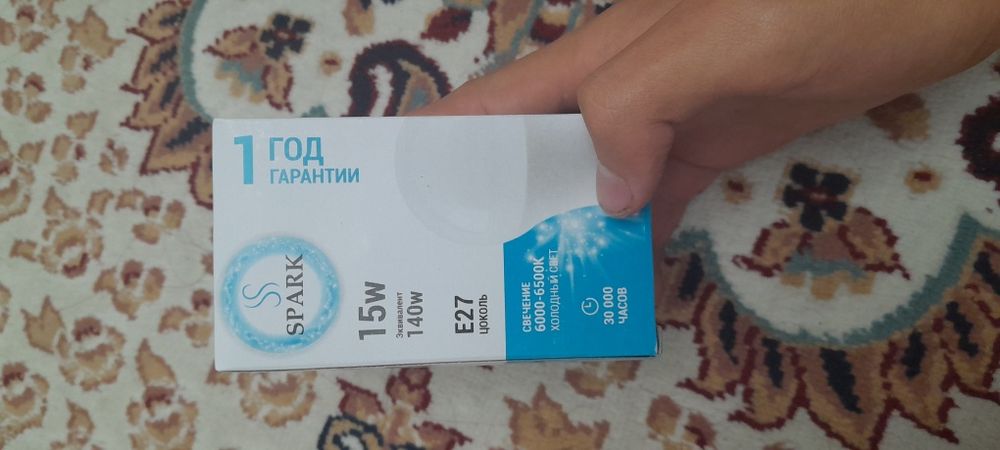 1 ГОД
ГАРАНТИИ
SPARK
15w
Эквивалент
140w
E27
ЦОКОЛЬ
СВЕЧЕНИЕ
6000-6500K
ХОЛОДНЫЙ СВЕТ
30 000
ЧАСОВ